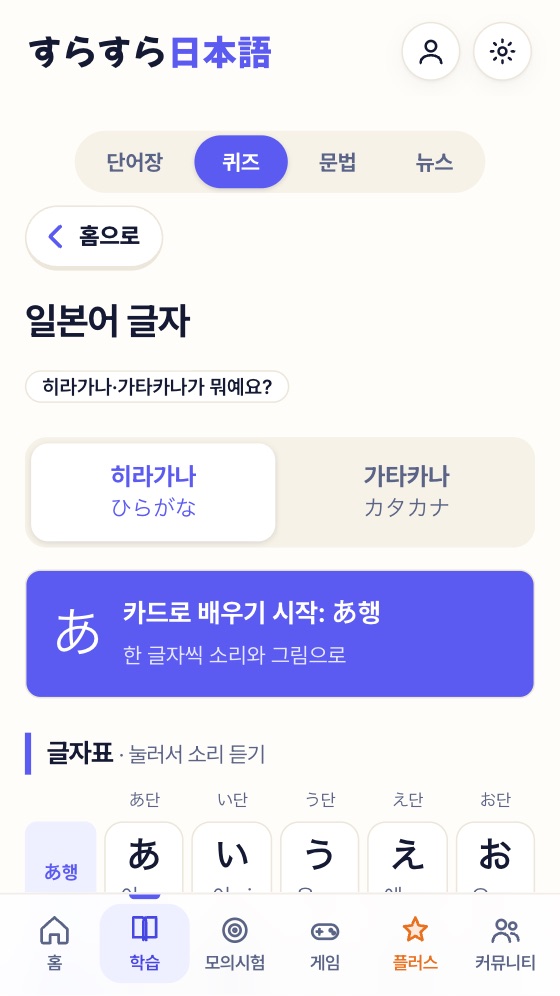 すらすら日本語
단어장 퀴즈 문법 뉴스
홈으로
일본어 글자
히라가나·가타카나가 뭐예요?
히라가나 가타카나
ひらがな カタカナ
あ
카드로 배우기 시작: あ행
한 글자씩 소리와 그림으로
글자표 · 눌러서 소리 듣기
あ단 い단 う단 え단 お단
あ행 あ い う え お
홈 학습 모의시험 게임 플러스 커뮤니티